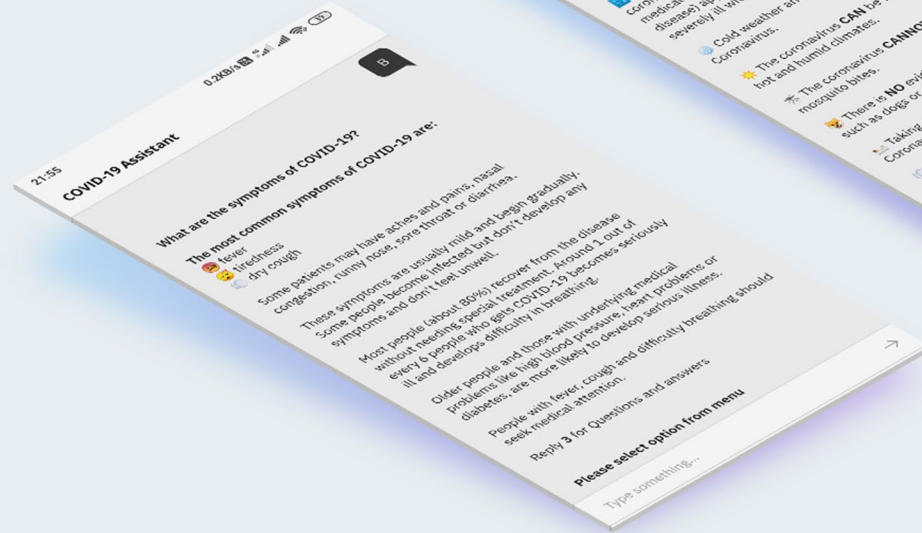 21:55
0.2KB/s
COVID-19 Assistant
B
What are the symptoms of COVID-19?
The most common symptoms of COVID-19 are:
fever
tiredness
dry cough
Some patients may have aches and pains, nasal
congestion, runny nose, sore throat or diarrhea.
These symptoms are usually mild and begin gradually.
Some people become infected but don't develop any
symptoms and don't feel unwell.
Most people (about 80%) recover from the disease
without needing special treatment. Around 1 out of
every 6 people who gets COVID-19 becomes seriously
ill and develops difficulty in breathing.
Older people and those with underlying medical
problems like high blood pressure, heart problems or
diabetes, are more likely to develop serious illness.
People with fever, cough and difficulty breathing should
seek medical attention.
Reply 3 for Questions and answers
Please select option from menu
Type something...
medical
disease)
severely ill
Cold weather an
Coronavirus.
The coronavirus CAN be
hot and humid climates.
The coronavirus CANNO
mosquito bites.
There is NO
such as dogs o
Taking
Corona